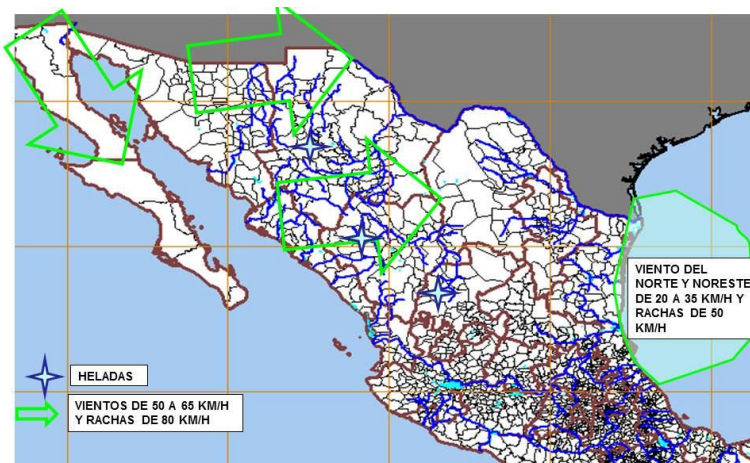 VIENTO DEL
NORTE Y NORESTE
DE 20 A 35 KM/H Y
RACHAS DE 50
KM/H
HELADAS
VIENTOS DE 50 A 65 KM/H
Y RACHAS DE 80 KM/H